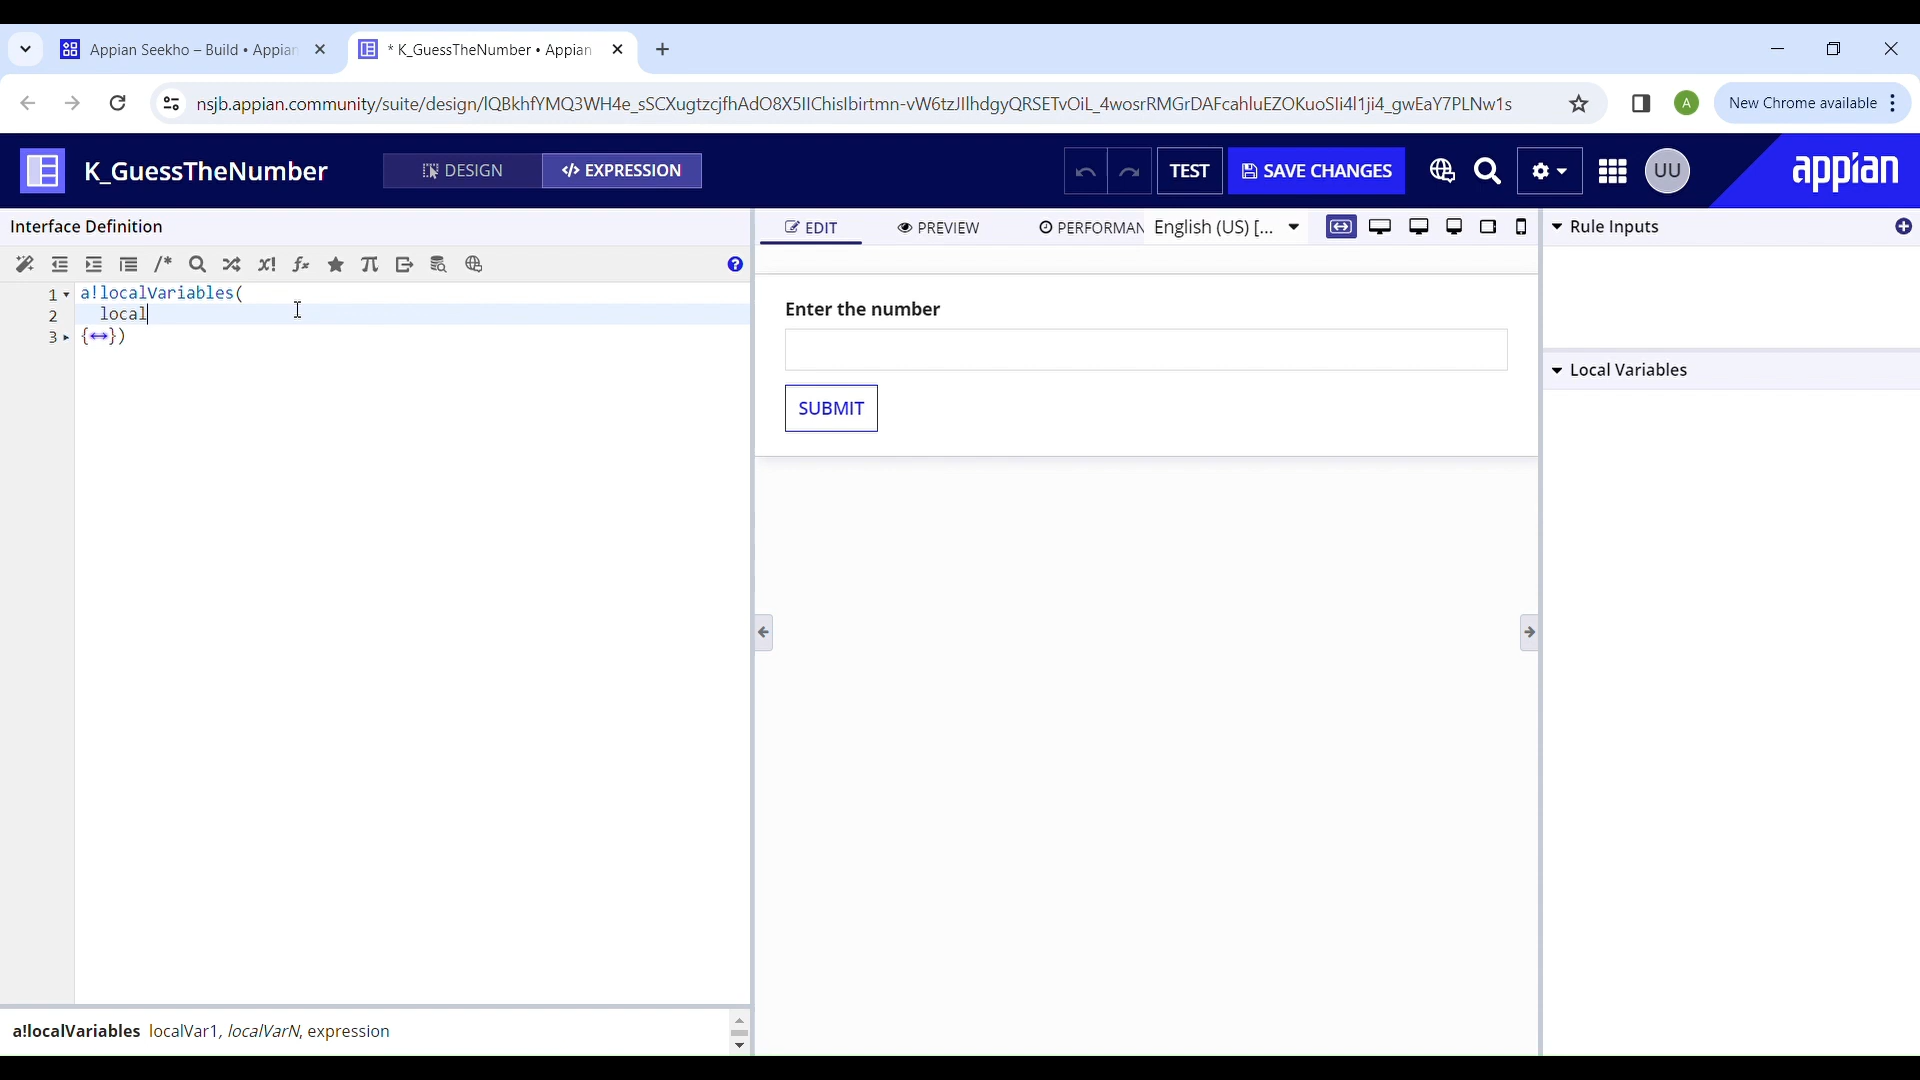 Appian Seekho – Build • Appian
* K_GuessTheNumber • Appian
nsjb.appian.community/suite/design/
New Chrome available
A
K_GuessTheNumber
DESIGN
</> EXPRESSION
TEST
SAVE CHANGES
UU
appian
Interface Definition
EDIT
PREVIEW
PERFORMAN
English (US) [...
Rule Inputs
1 a!localVariables(
2 local
3 {↔})
Enter the number
SUBMIT
Local Variables
a!localVariables localVar1, localVarN, expression